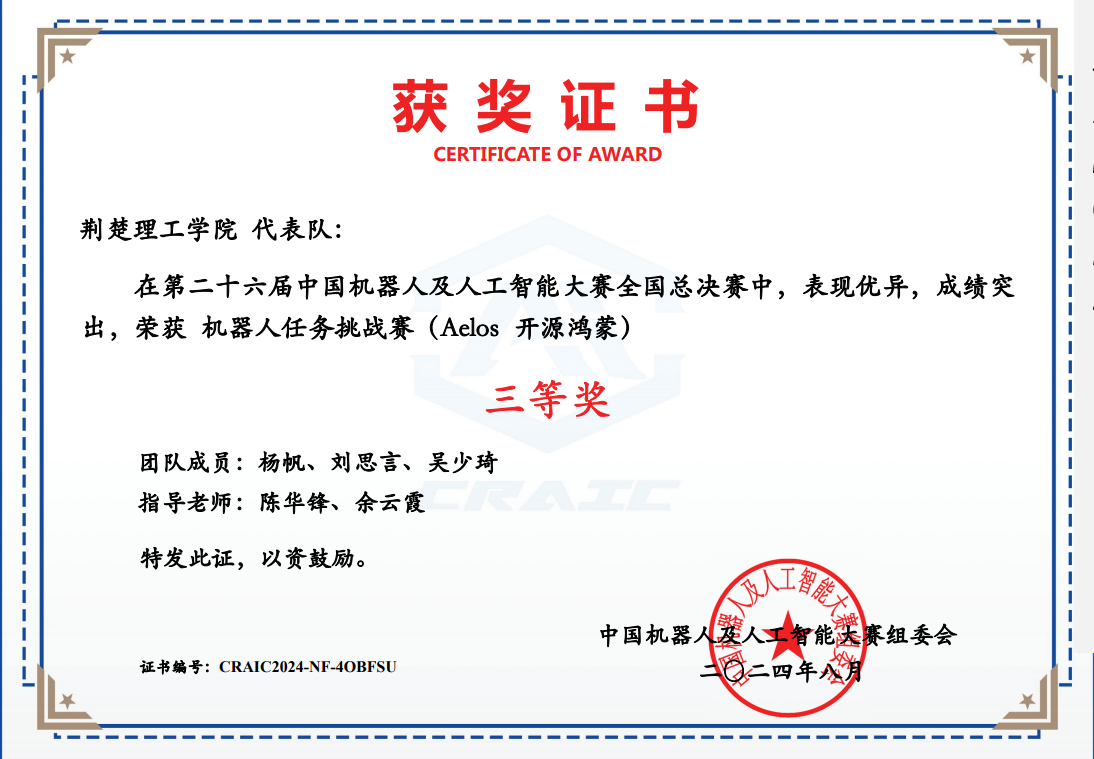 获奖证书
CERTIFICATE OF AWARD
荆楚理工学院 代表队：
在第二十六届中国机器人及人工智能大赛全国总决赛中，表现优异，成绩突
出，荣获 机器人任务挑战赛（Aelos 开源鸿蒙）
三等奖
团队成员：杨帆、刘思言、吴少琦
指导老师：陈华锋、余云霞
CRAIC
特发此证，以资鼓励。
中国机器人及人工智能大赛组委会
中国机器人及人工智能大赛组委会
二〇二四年八月
证书编号：CRAIC2024-NF-4OBFSU